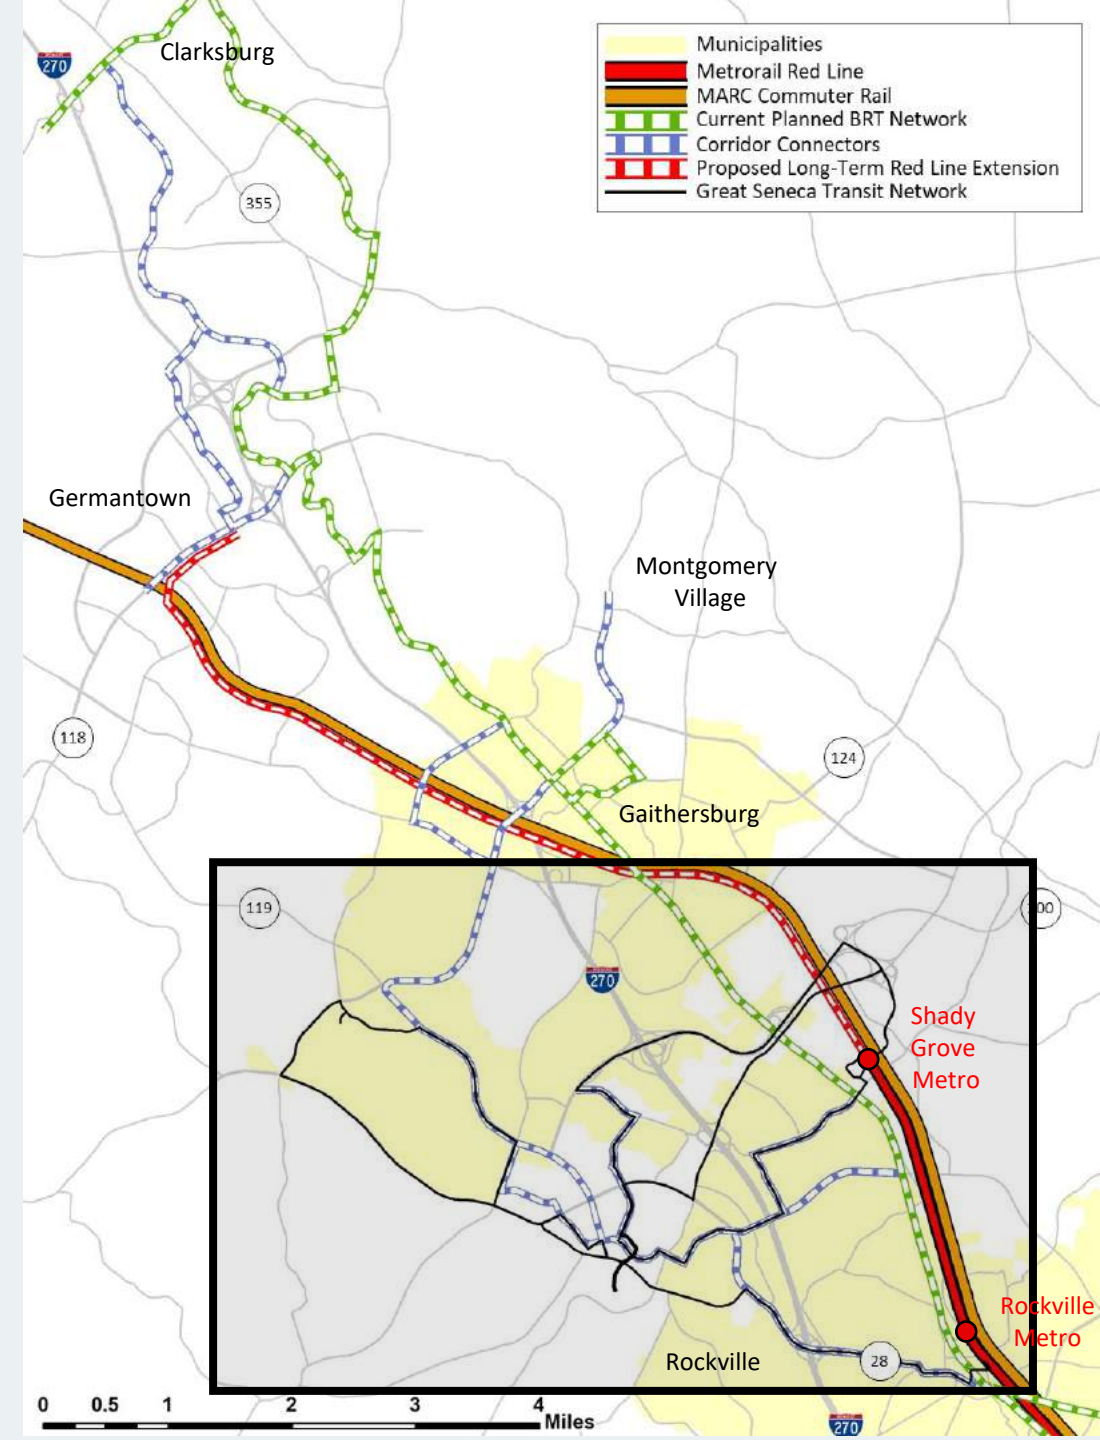 Clarksburg
270
Municipalities
Metrorail Red Line
MARC Commuter Rail
Current Planned BRT Network
Corridor Connectors
Proposed Long-Term Red Line Extension
Great Seneca Transit Network
355
Germantown
Montgomery
Village
118
124
Gaithersburg
119
00
270
Shady
Grove
Metro
Rockville
Metro
Rockville
28
0 0.5 1 2 3 4
Miles
270